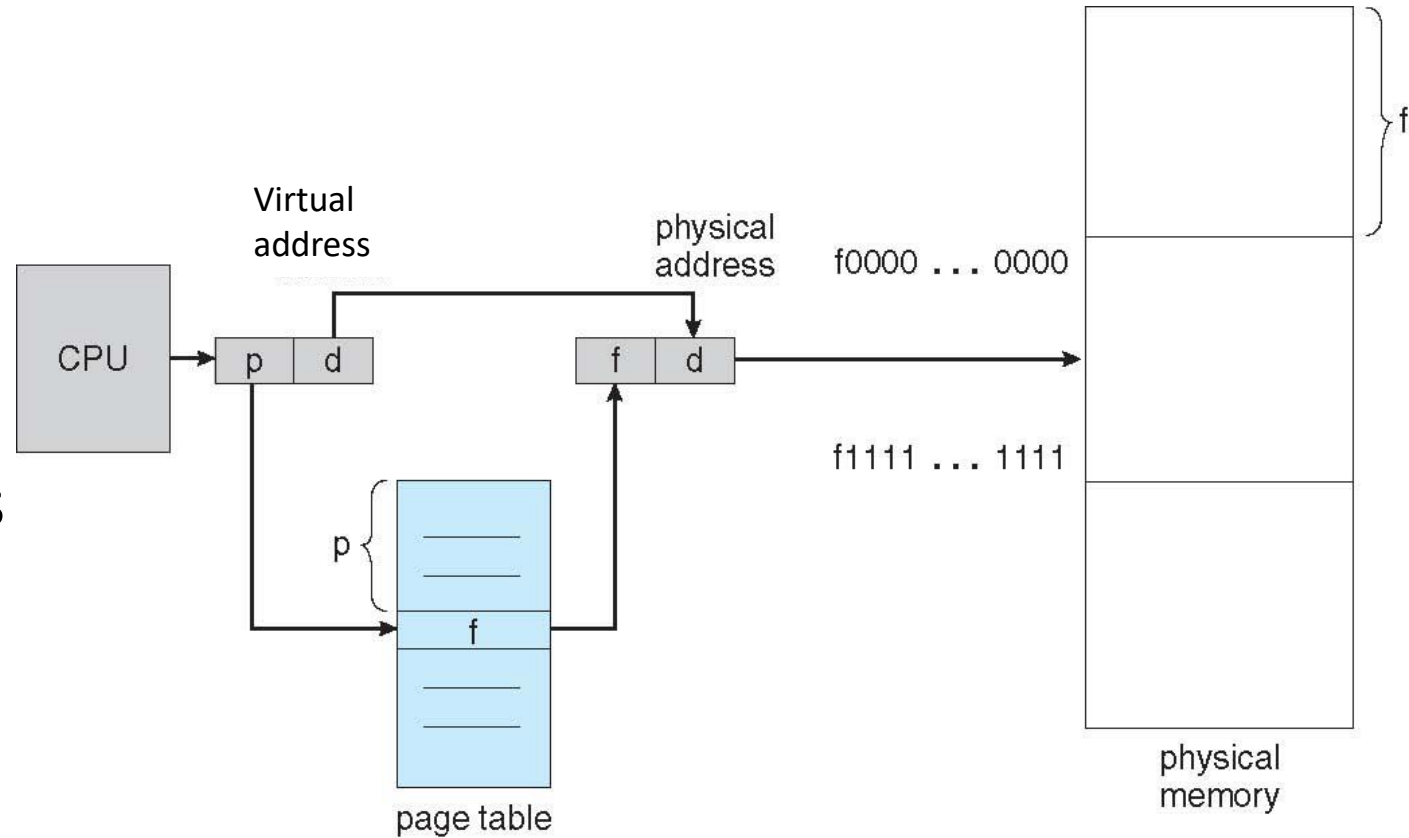 Virtual
address
physical
address
f0000 ... 0000
f
CPU
p
d
f
d
f1111 ... 1111
s
p
f
page table
physical
memory